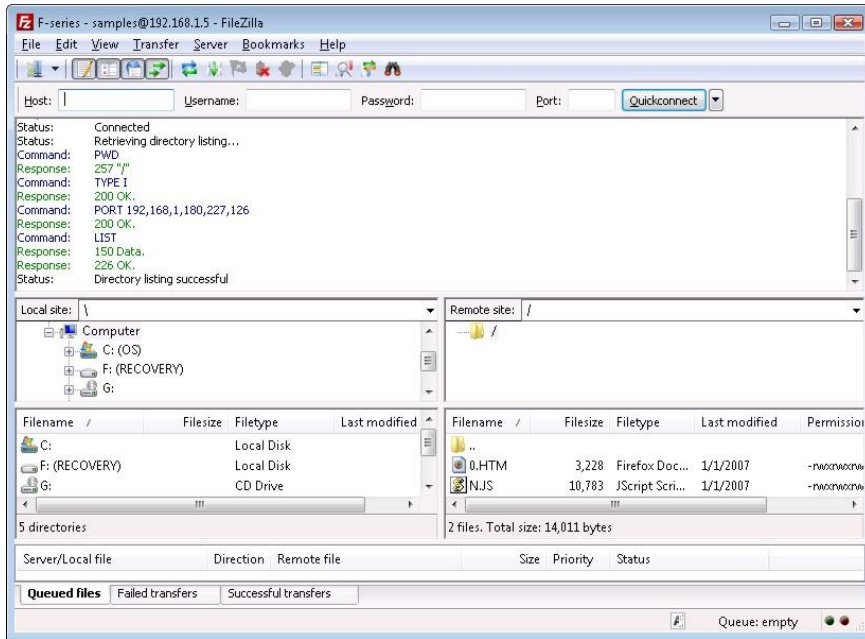 F-series - samples@192.168.1.5 - FileZilla
File Edit View Transfer Server Bookmarks Help
Host: Username: Password: Port: Quickconnect
Status: Connected
Status: Retrieving directory listing...
Command: PWD
Response: 257 "/"
Command: TYPE I
Response: 200 OK.
Command: PORT 192,168,1,180,227,126
Response: 200 OK.
Command: LIST
Response: 150 Data.
Response: 226 OK.
Status: Directory listing successful
Local site: \ Remote site: /
Computer /
C: (OS)
F: (RECOVERY)
G:
Filename / Filesize Filetype Last modified Filename / Filesize Filetype Last modified Permission
C: Local Disk ..
F: (RECOVERY) Local Disk 0.HTM 3,228 Firefox Doc... 1/1/2007
G: CD Drive N.JS 10,783 JScript Scri... 1/1/2007
5 directories 2 files. Total size: 14,011 bytes
Server/Local file Direction Remote file Size Priority Status
Queued files Failed transfers Successful transfers
Queue: empty